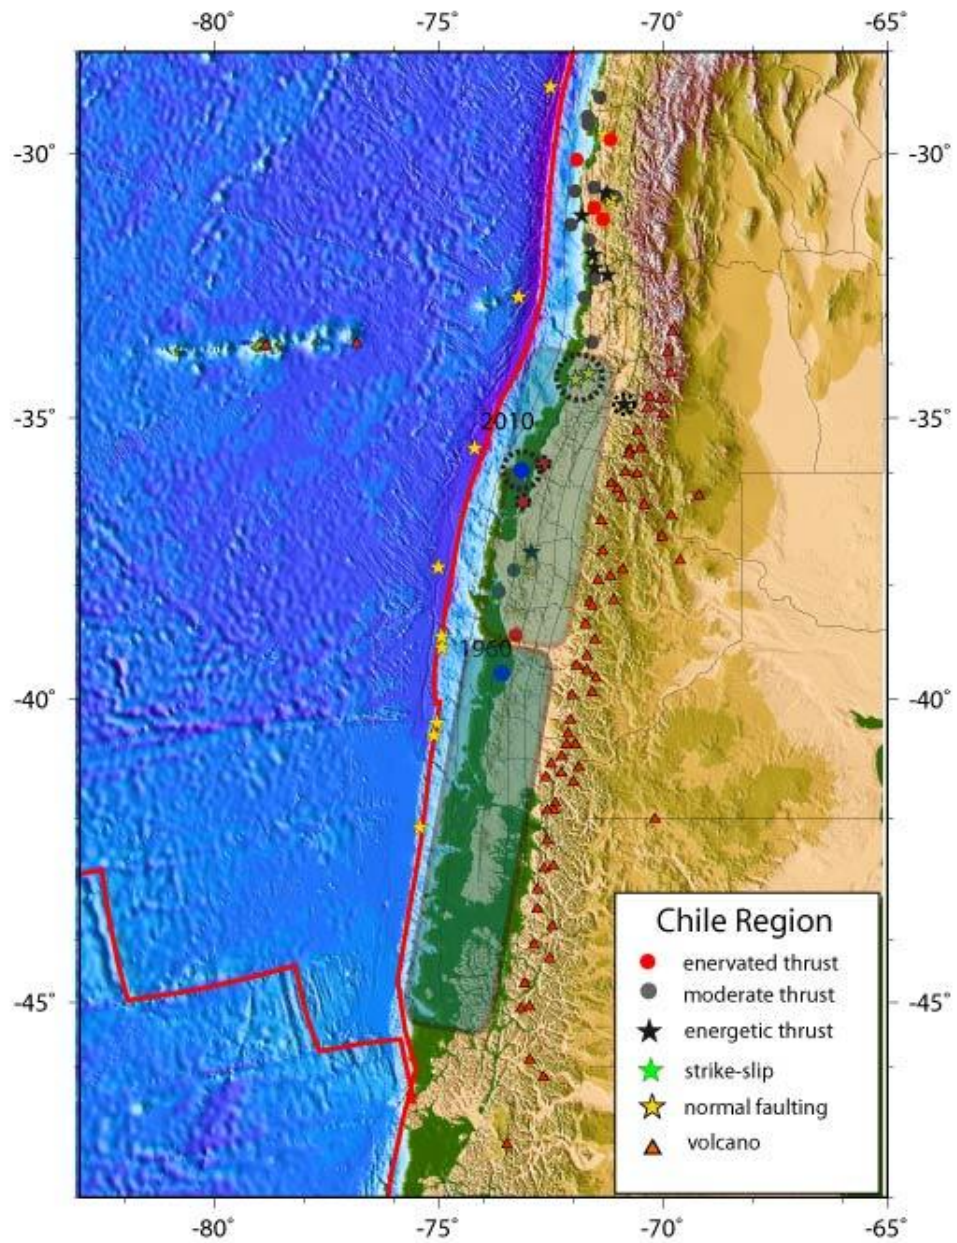 -80° -75° -70° -65°
-30° -30°
-35° -35°
2010
1960
-40° -40°
-45° -45°
Chile Region
enervated thrust
moderate thrust
energetic thrust
strike-slip
normal faulting
volcano
-80° -75° -70° -65°